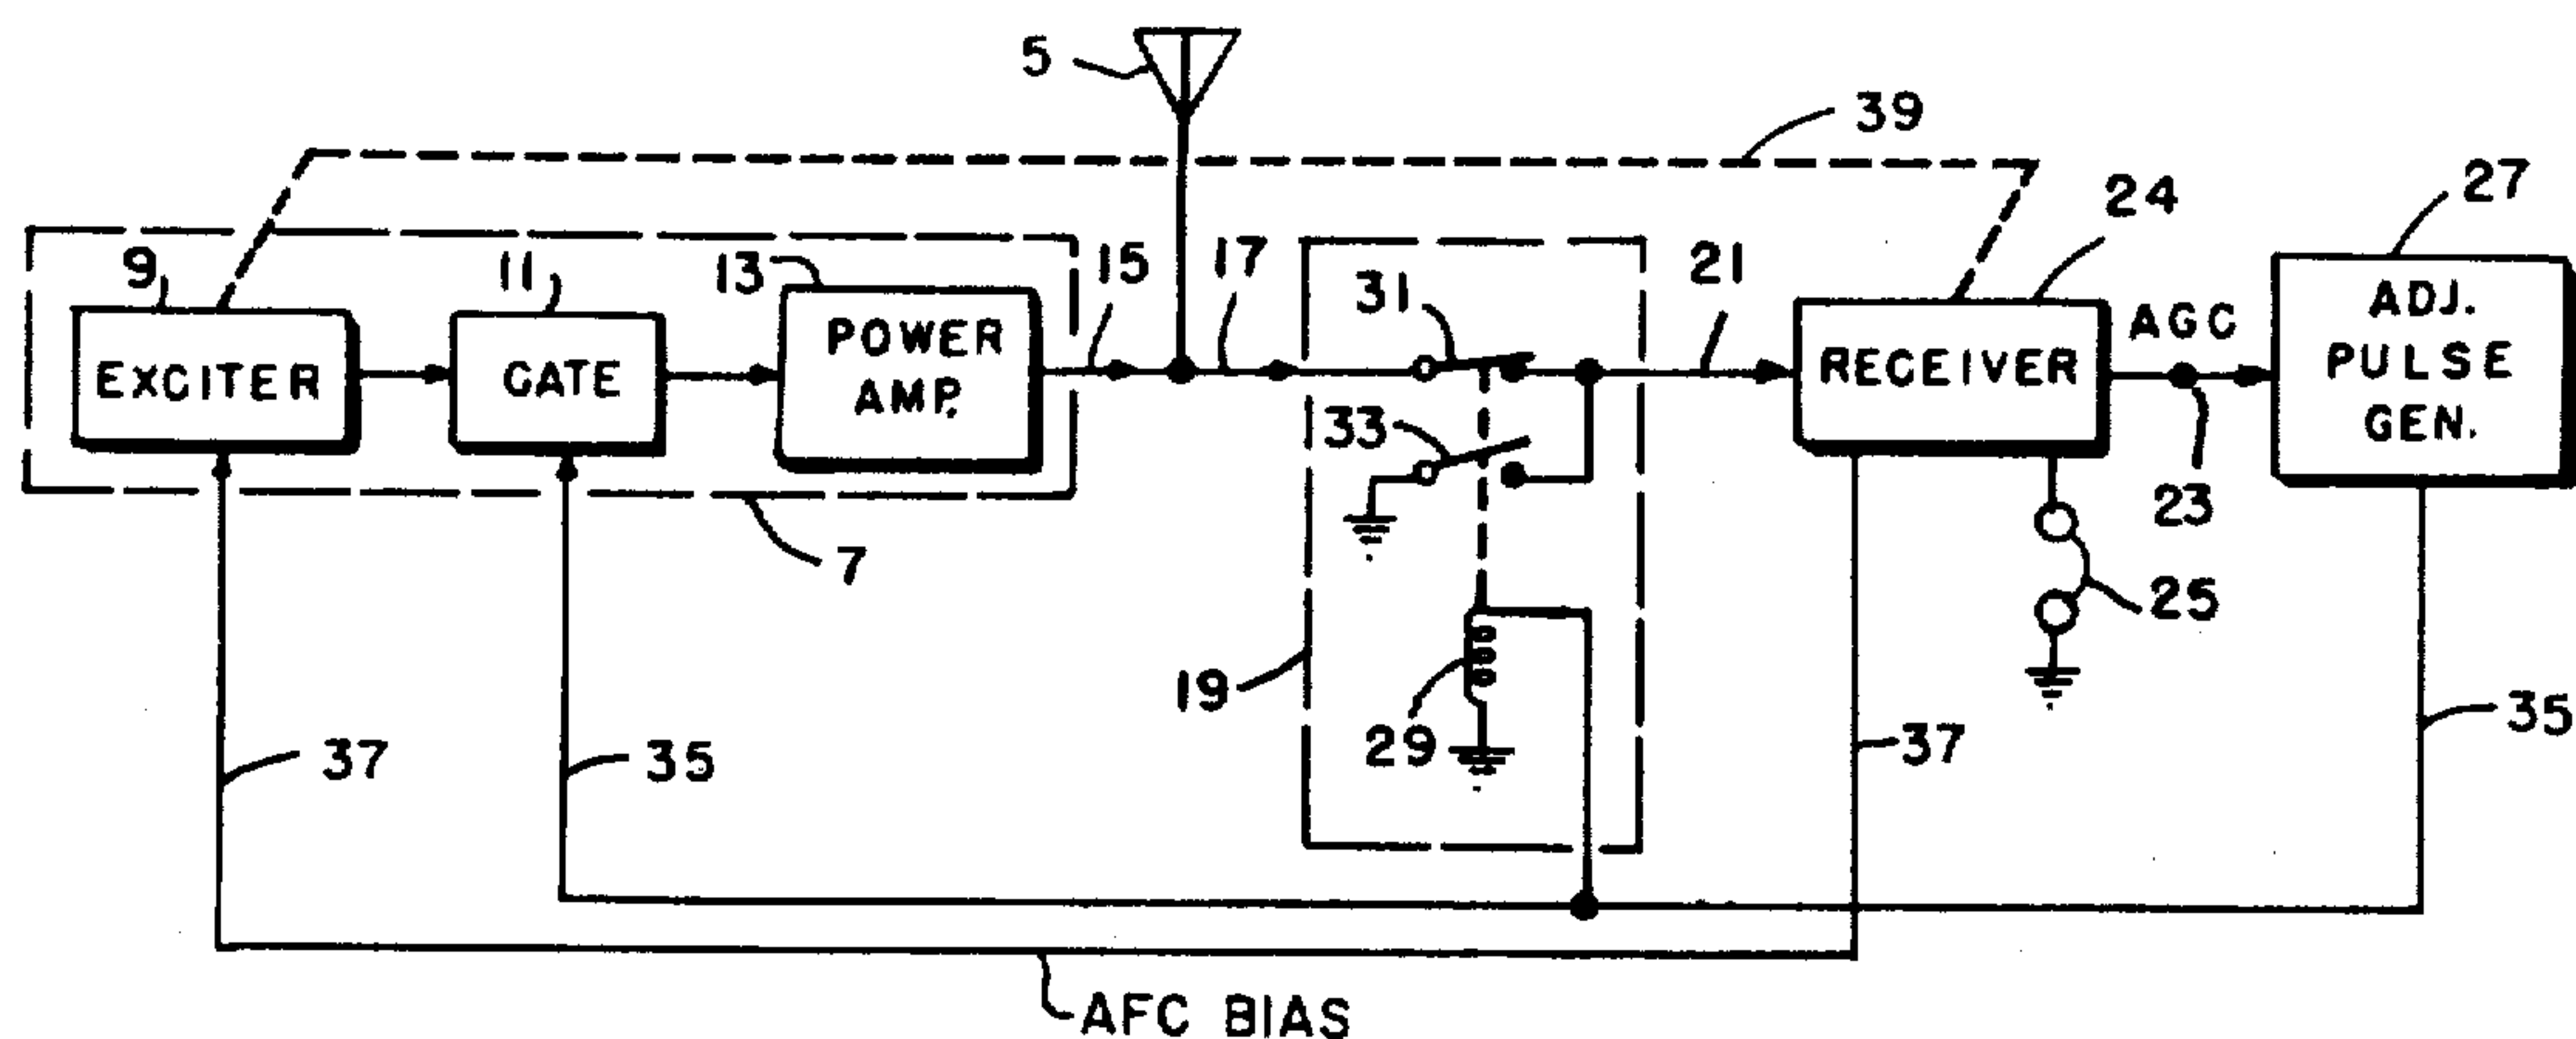 5
39
24
27
9
11
13
15
17
31
21
AGC
EXCITER
GATE
POWER
AMP.
RECEIVER
ADJ.
PULSE
GEN.
33
23
7
25
19
29
37
35
37
35
AFC BIAS